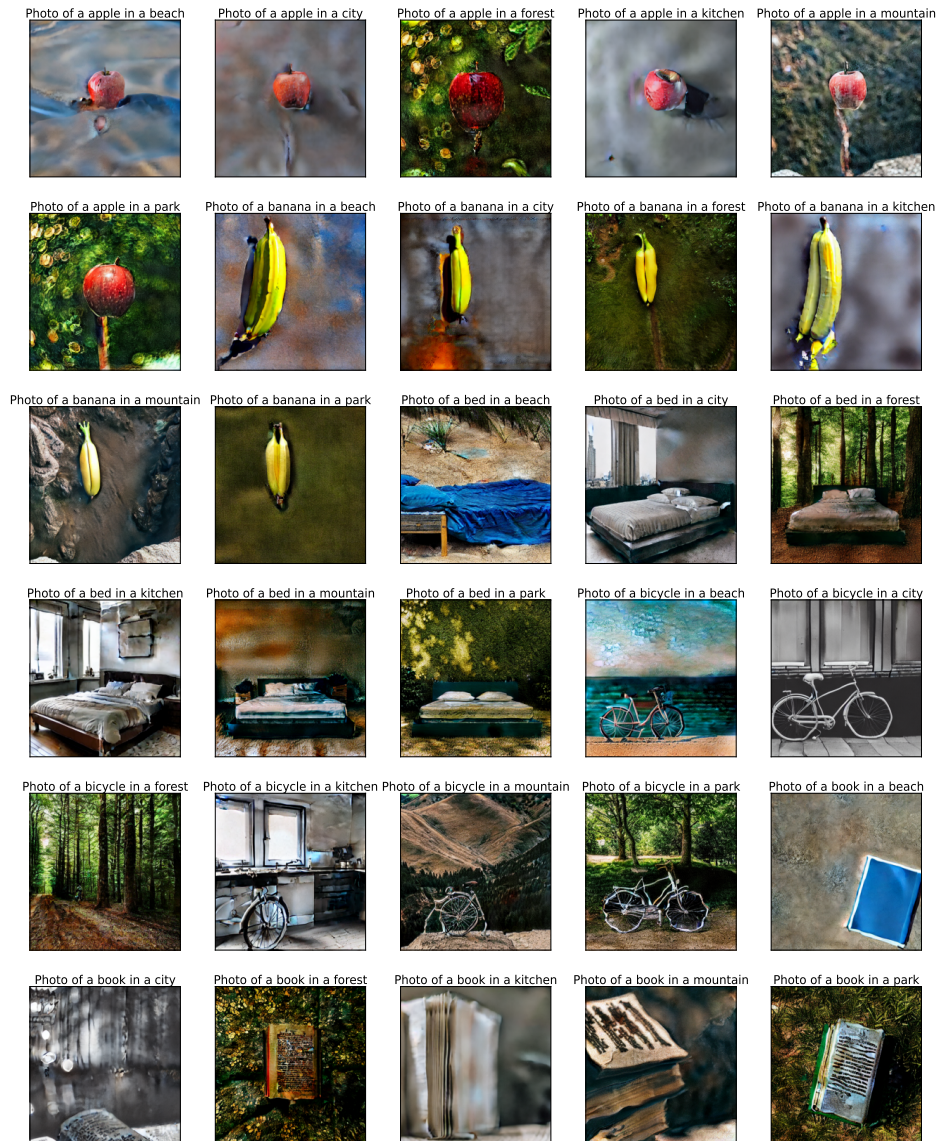 Photo of a apple in a beach
Photo of a apple in a city
Photo of a apple in a forest
Photo of a apple in a kitchen
Photo of a apple in a mountain
Photo of a apple in a park
Photo of a banana in a beach
Photo of a banana in a city
Photo of a banana in a forest
Photo of a banana in a kitchen
Photo of a banana in a mountain
Photo of a banana in a park
Photo of a bed in a beach
Photo of a bed in a city
Photo of a bed in a forest
Photo of a bed in a kitchen
Photo of a bed in a mountain
Photo of a bed in a park
Photo of a bicycle in a beach
Photo of a bicycle in a city
Photo of a bicycle in a forest
Photo of a bicycle in a kitchen
Photo of a bicycle in a mountain
Photo of a bicycle in a park
Photo of a book in a beach
Photo of a book in a city
Photo of a book in a forest
Photo of a book in a kitchen
Photo of a book in a mountain
Photo of a book in a park